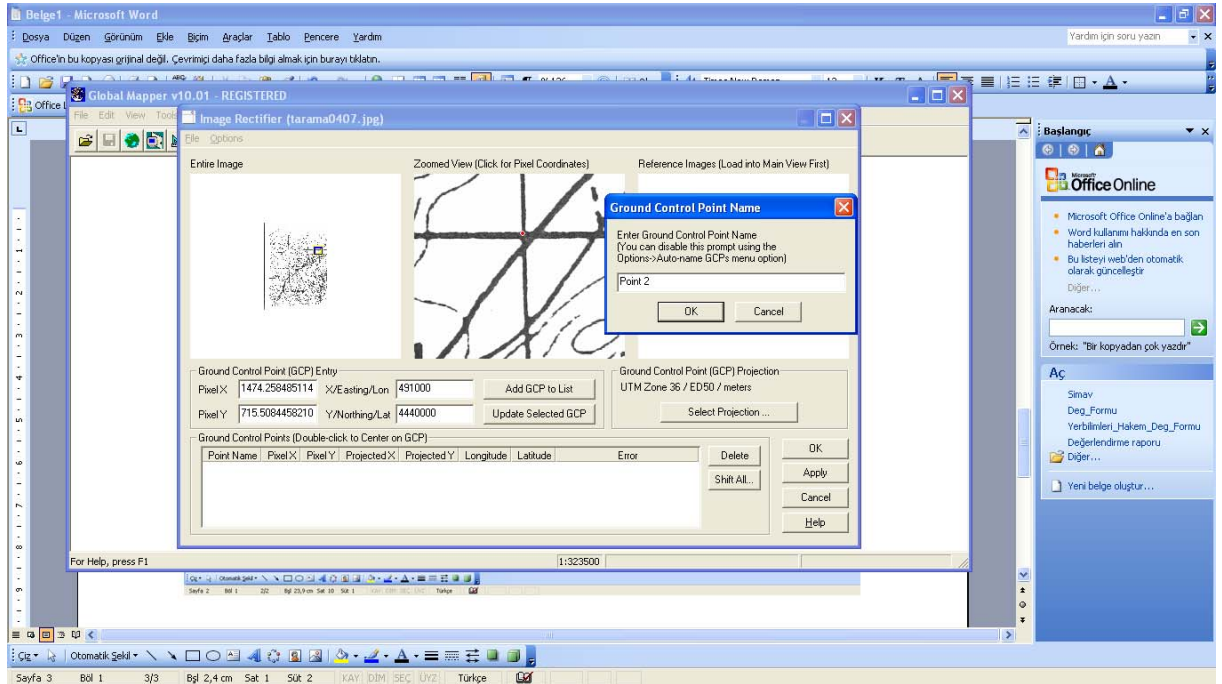 Belge1 - Microsoft Word
Dosya Düzen Görünüm Ekle Biçim Araçlar Tablo Pencere Yardım
Yardım için soru yazın
Office'in bu kopyası orijinal değil. Çevrimiçi daha fazla bilgi almak için burayı tıklatın.
Global Mapper v10.01 - REGISTERED
File Edit View Tools
Image Rectifier (tarama0407.jpg)
File Options
Entire Image
Zoomed View (Click for Pixel Coordinates)
Reference Images (Load into Main View First)
Ground Control Point Name
Enter Ground Control Point Name
(You can disable this prompt using the
Options->Auto-name GCPs menu option)
Point 2
OK Cancel
Ground Control Point (GCP) Entry
Pixel X 1474.258485114 X/Easting/Lon 491000 Add GCP to List
Pixel Y 715.5084458210 Y/Northing/Lat 4440000 Update Selected GCP
Ground Control Point (GCP) Projection
UTM Zone 36 / ED50 / meters
Select Projection ...
Ground Control Points (Double-click to Center on GCP)
Point Name Pixel X Pixel Y Projected X Projected Y Longitude Latitude Error
Delete
Shift All...
OK
Apply
Cancel
Help
For Help, press F1
1:323500
Başlangıç
Microsoft
Office Online
Microsoft Office Online'a bağlan
Word kullanımı hakkında en son
haberleri alın
Bu listeyi web'den otomatik
olarak güncelleştir
Diğer...
Aranacak:
Örnek: "Bir kopyadan çok yazdır"
Aç
Sinav
Deg_Formu
Yerbilimleri_Hakem_Deg_Formu
Değerlendirme raporu
Diğer...
Yeni belge oluştur...
Çiz Otomatik Şekil
Sayfa 3 Böl 1 3/3 Bşl 2,4 cm Sat 1 Süt 2 KAY DİM SEÇ ÜYZ Türkçe